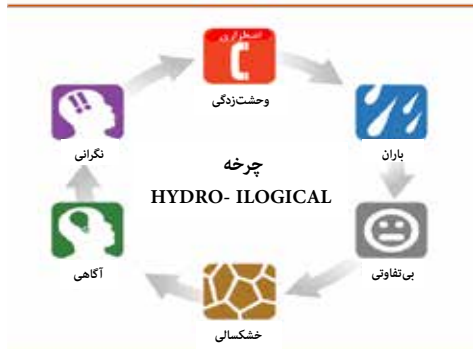 اضطراری
وحشت‌زدگی
نگرانی
باران
چرخه
HYDRO- ILOGICAL
آگاهی
بی‌تفاوتی
خشکسالی